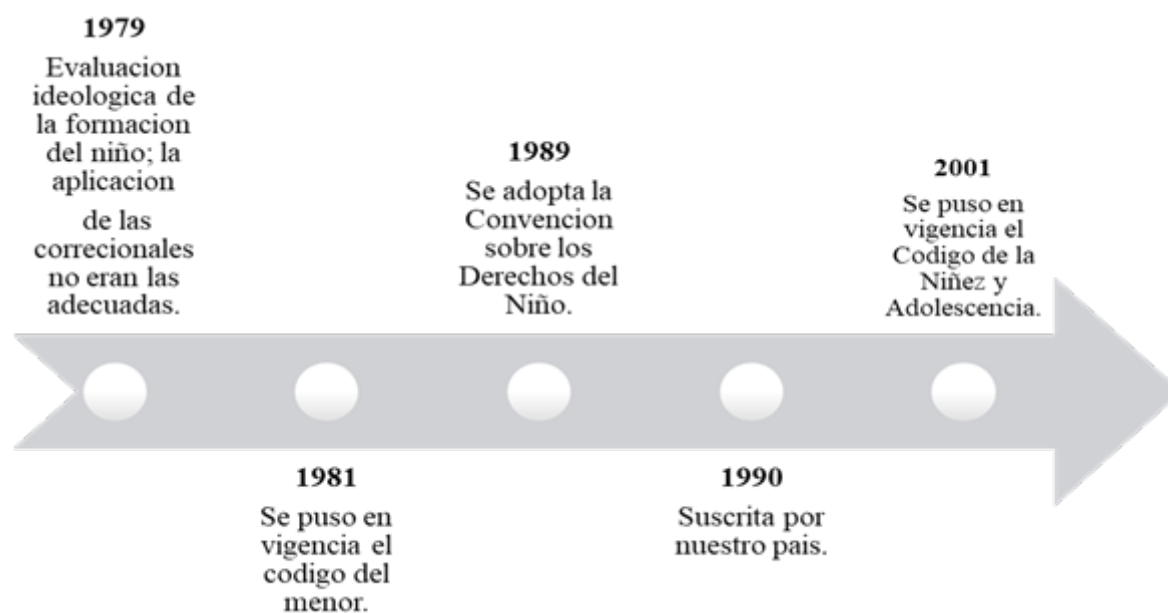 1979
Evaluacion
ideologica de
la formacion
del niño; la
aplicacion
de las
correcionales
no eran las
adecuadas.
1981
Se puso en
vigencia el
codigo del
menor.
1989
Se adopta la
Convencion
sobre los
Derechos del
Niño.
1990
Suscrita por
nuestro pais.
2001
Se puso en
vigencia el
Codigo de la
Niñez y
Adolescencia.